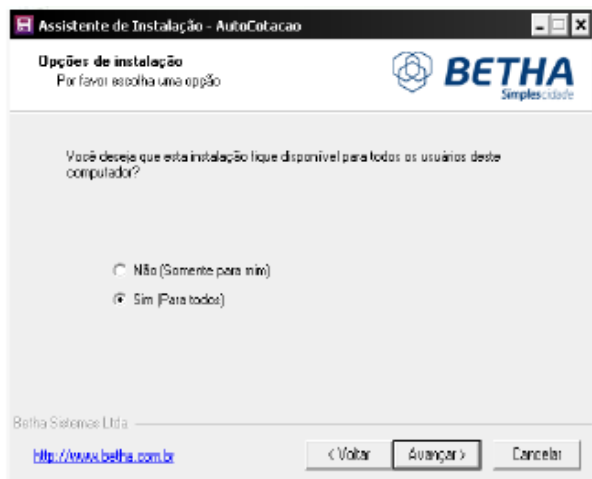 Assistente de Instalação - AutoCotacao
Opções de instalação
Por favor escolha uma opção
BETHA
Simplescidade
Você deseja que esta instalação fique disponível para todos os usuários deste
computador?
Não (Somente para mim)
Sim (Para todos)
Betha Sistemas Ltda
http://www.betha.com.br
< Voltar
Avançar >
Cancelar